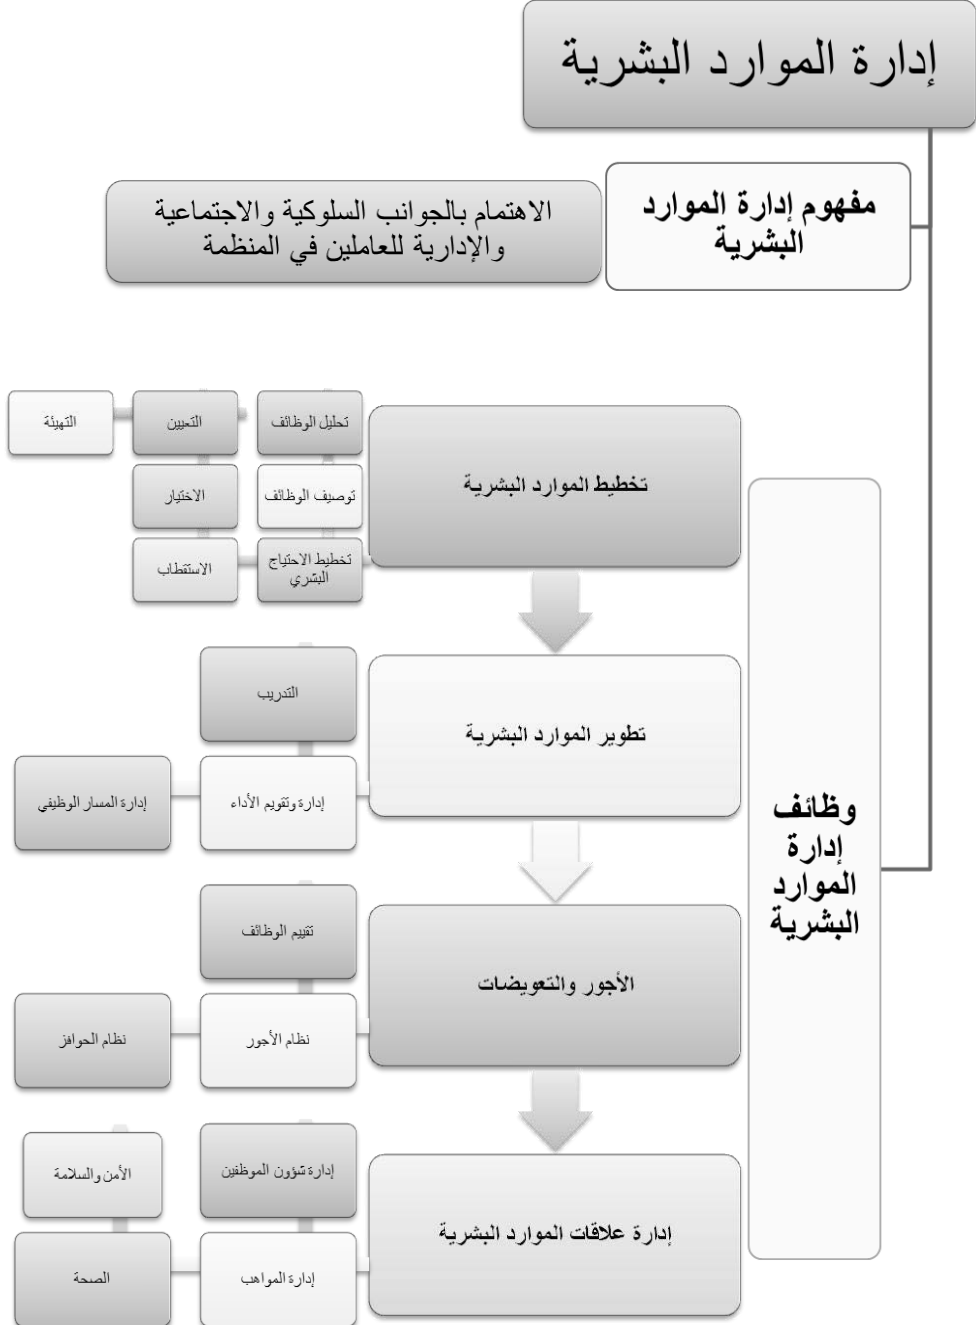 إدارة الموارد البشرية
مفهوم إدارة الموارد
البشرية
الاهتمام بالجوانب السلوكية والاجتماعية
والإدارية للعاملين في المنظمة
وظائف
إدارة
الموارد
البشرية
تخطيط الموارد البشرية
تحليل الوظائف
توصيف الوظائف
تخطيط الاحتياج
البشري
الاستقطاب
الاختيار
التعيين
التهيئة
تطوير الموارد البشرية
التدريب
إدارة وتقويم الأداء
إدارة المسار الوظيفي
الأجور والتعويضات
تقييم الوظائف
نظام الأجور
نظام الحوافز
إدارة علاقات الموارد البشرية
إدارة شؤون الموظفين
إدارة المواهب
الصحة
الأمن والسلامة